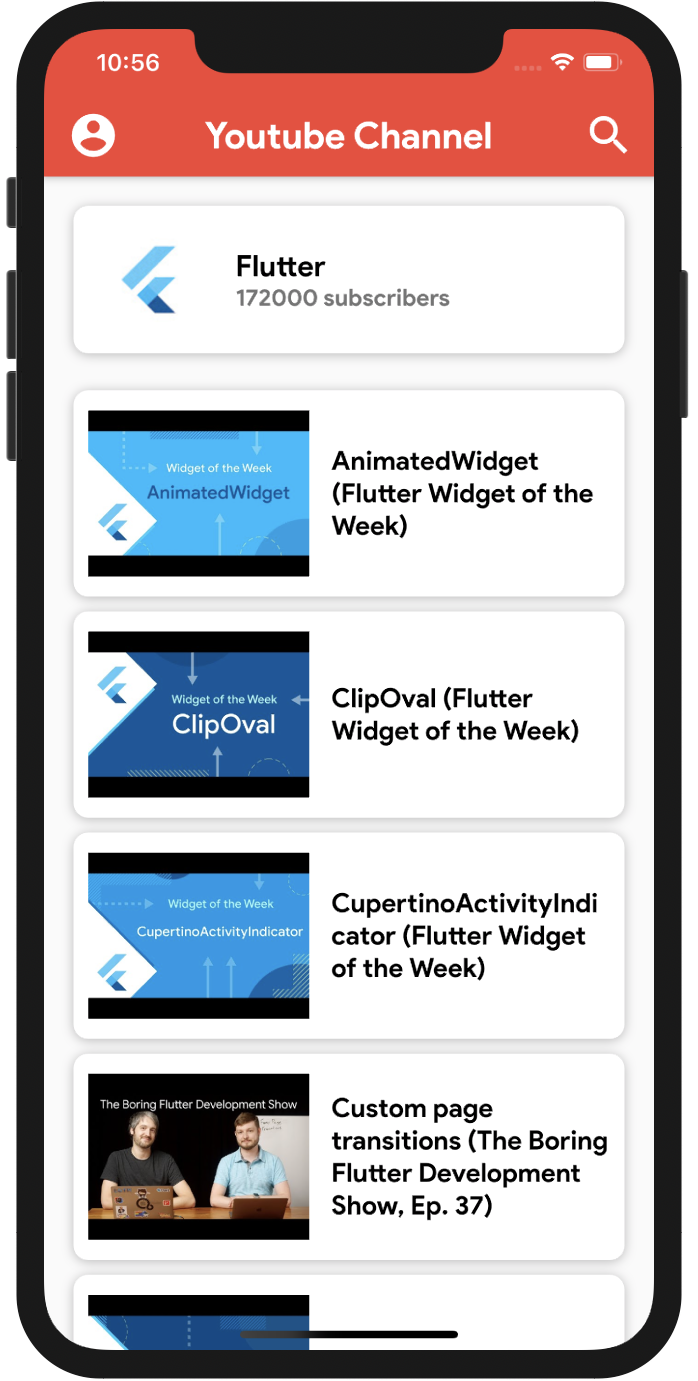 10:56
Youtube Channel
Flutter
172000 subscribers
Widget of the Week
AnimatedWidget
AnimatedWidget
(Flutter Widget of the
Week)
Widget of the Week
ClipOval
ClipOval (Flutter
Widget of the Week)
Widget of the Week
CupertinoActivityIndicator
CupertinoActivityIndi
cator (Flutter Widget
of the Week)
The Boring Flutter Development Show
Custom page
transitions (The Boring
Flutter Development
Show, Ep. 37)